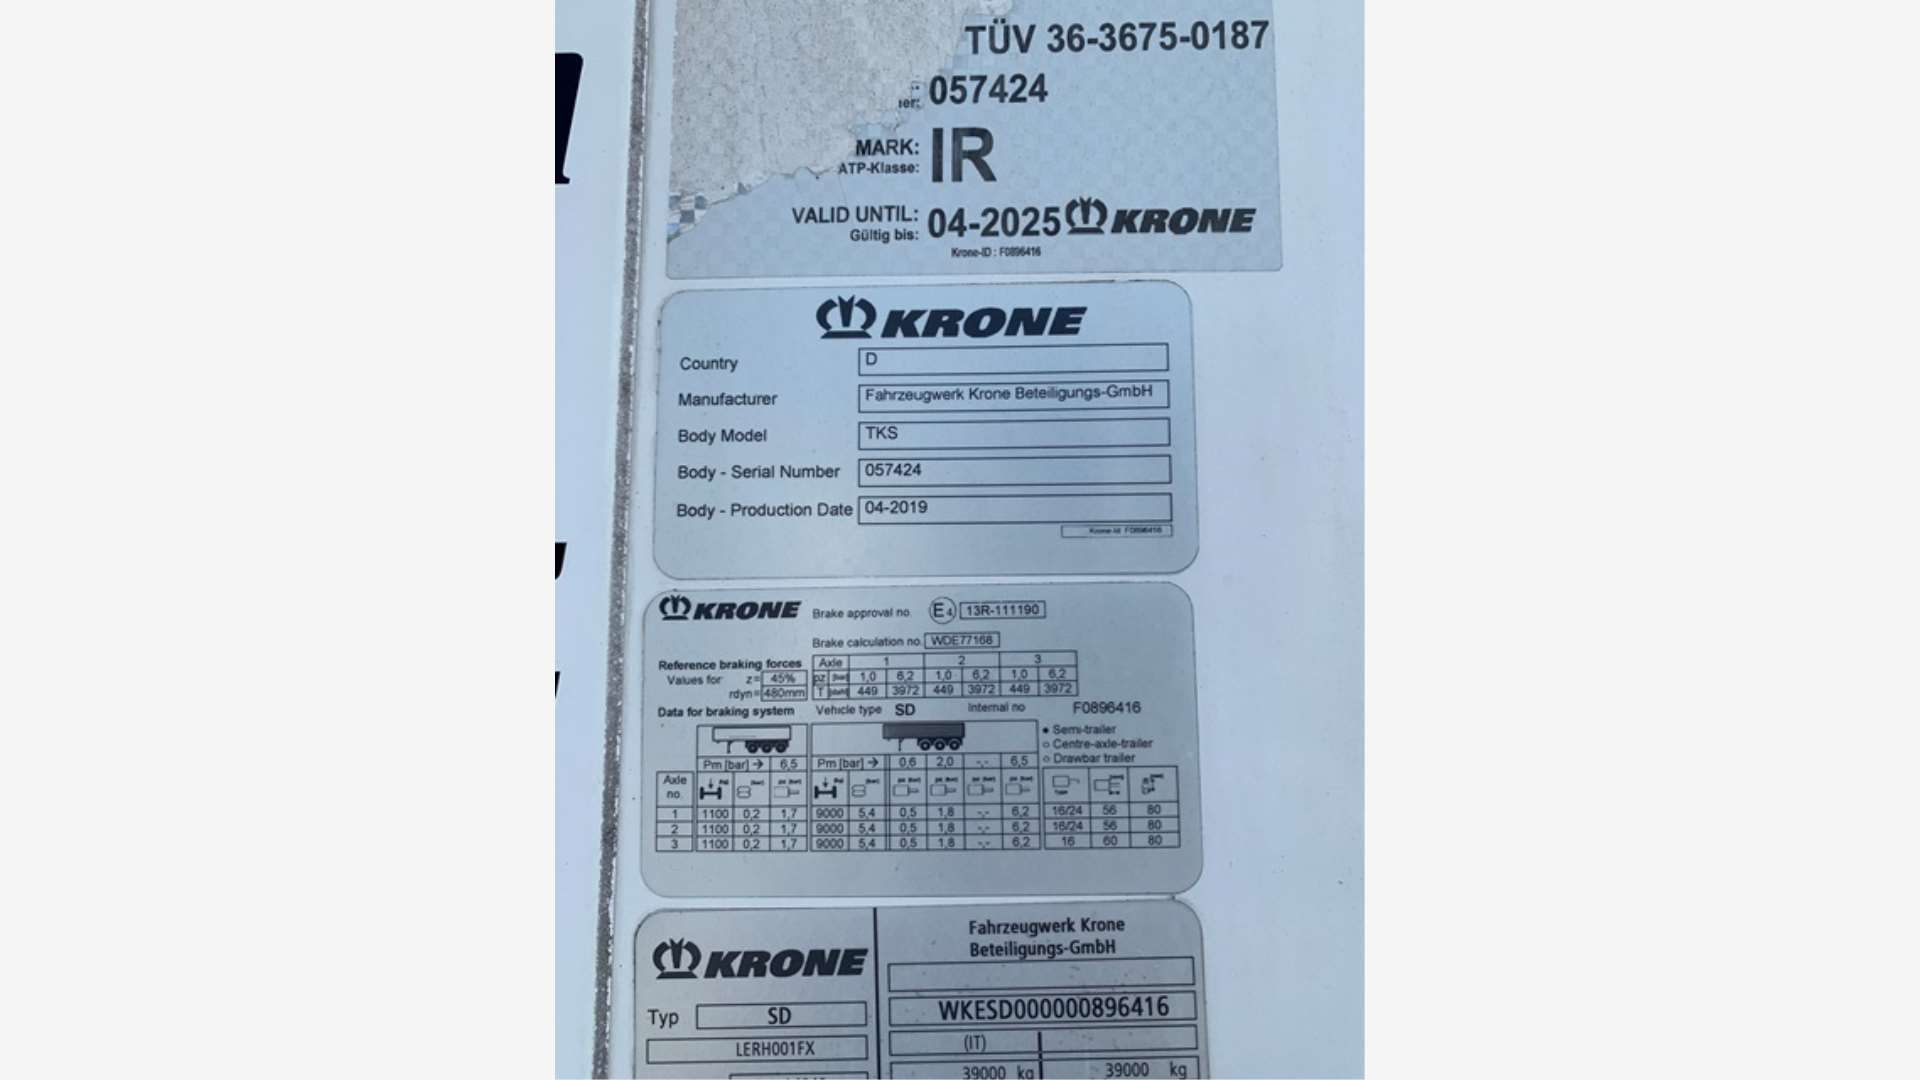 TÜV 36-3675-0187
057424
MARK: IR
ATP-Klasse:
VALID UNTIL: 04-2025 KRONE
Gültig bis:
Krone-ID : F0896416
KRONE
Country D
Manufacturer Fahrzeugwerk Krone Beteiligungs-GmbH
Body Model TKS
Body - Serial Number 057424
Body - Production Date 04-2019
Krone-Id F0896416
KRONE Brake approval no. E4 13R-111190
Brake calculation no. WDE77168
Reference braking forces Axle 1 2 3
Values for z= 45% pz [bar] 1,0 6,2 1,0 6,2 1,0 6,2
rdyn= 480mm T [daN] 449 3972 449 3972 449 3972
Data for braking system Vehicle type SD Internal no F0896416
Semi-trailer
Centre-axle-trailer
Drawbar trailer
Pm [bar] → 6,5 Pm [bar] → 0,6 2,0 -,- 6,5
Axle no.
1 1100 0,2 1,7 9000 5,4 0,5 1,8 -,- 6,2 16/24 56 80
2 1100 0,2 1,7 9000 5,4 0,5 1,8 -,- 6,2 16/24 56 80
3 1100 0,2 1,7 9000 5,4 0,5 1,8 -,- 6,2 16 60 80
KRONE
Fahrzeugwerk Krone
Beteiligungs-GmbH
WKESD000000896416
Typ SD
(IT)
LERH001FX
39000 kg 39000 kg